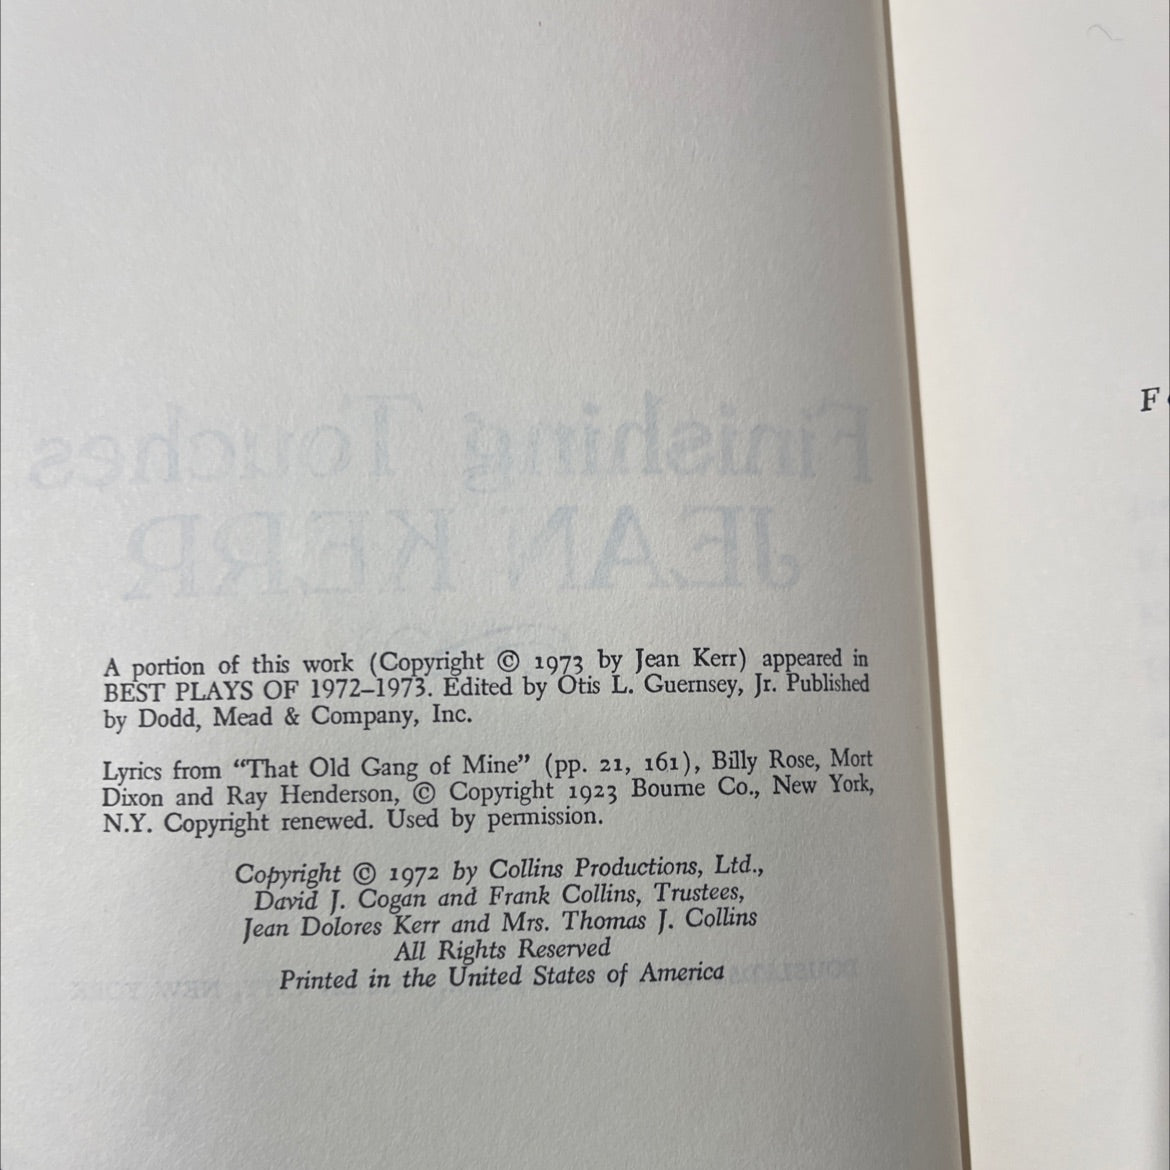 Finishing Touches
JEAN KERR
A portion of this work (Copyright © 1973 by Jean Kerr) appeared in
BEST PLAYS OF 1972–1973. Edited by Otis L. Guernsey, Jr. Published
by Dodd, Mead & Company, Inc.
Lyrics from “That Old Gang of Mine” (pp. 21, 161), Billy Rose, Mort
Dixon and Ray Henderson, © Copyright 1923 Bourne Co., New York,
N.Y. Copyright renewed. Used by permission.
Copyright © 1972 by Collins Productions, Ltd.,
David J. Cogan and Frank Collins, Trustees,
Jean Dolores Kerr and Mrs. Thomas J. Collins
All Rights Reserved
Printed in the United States of America